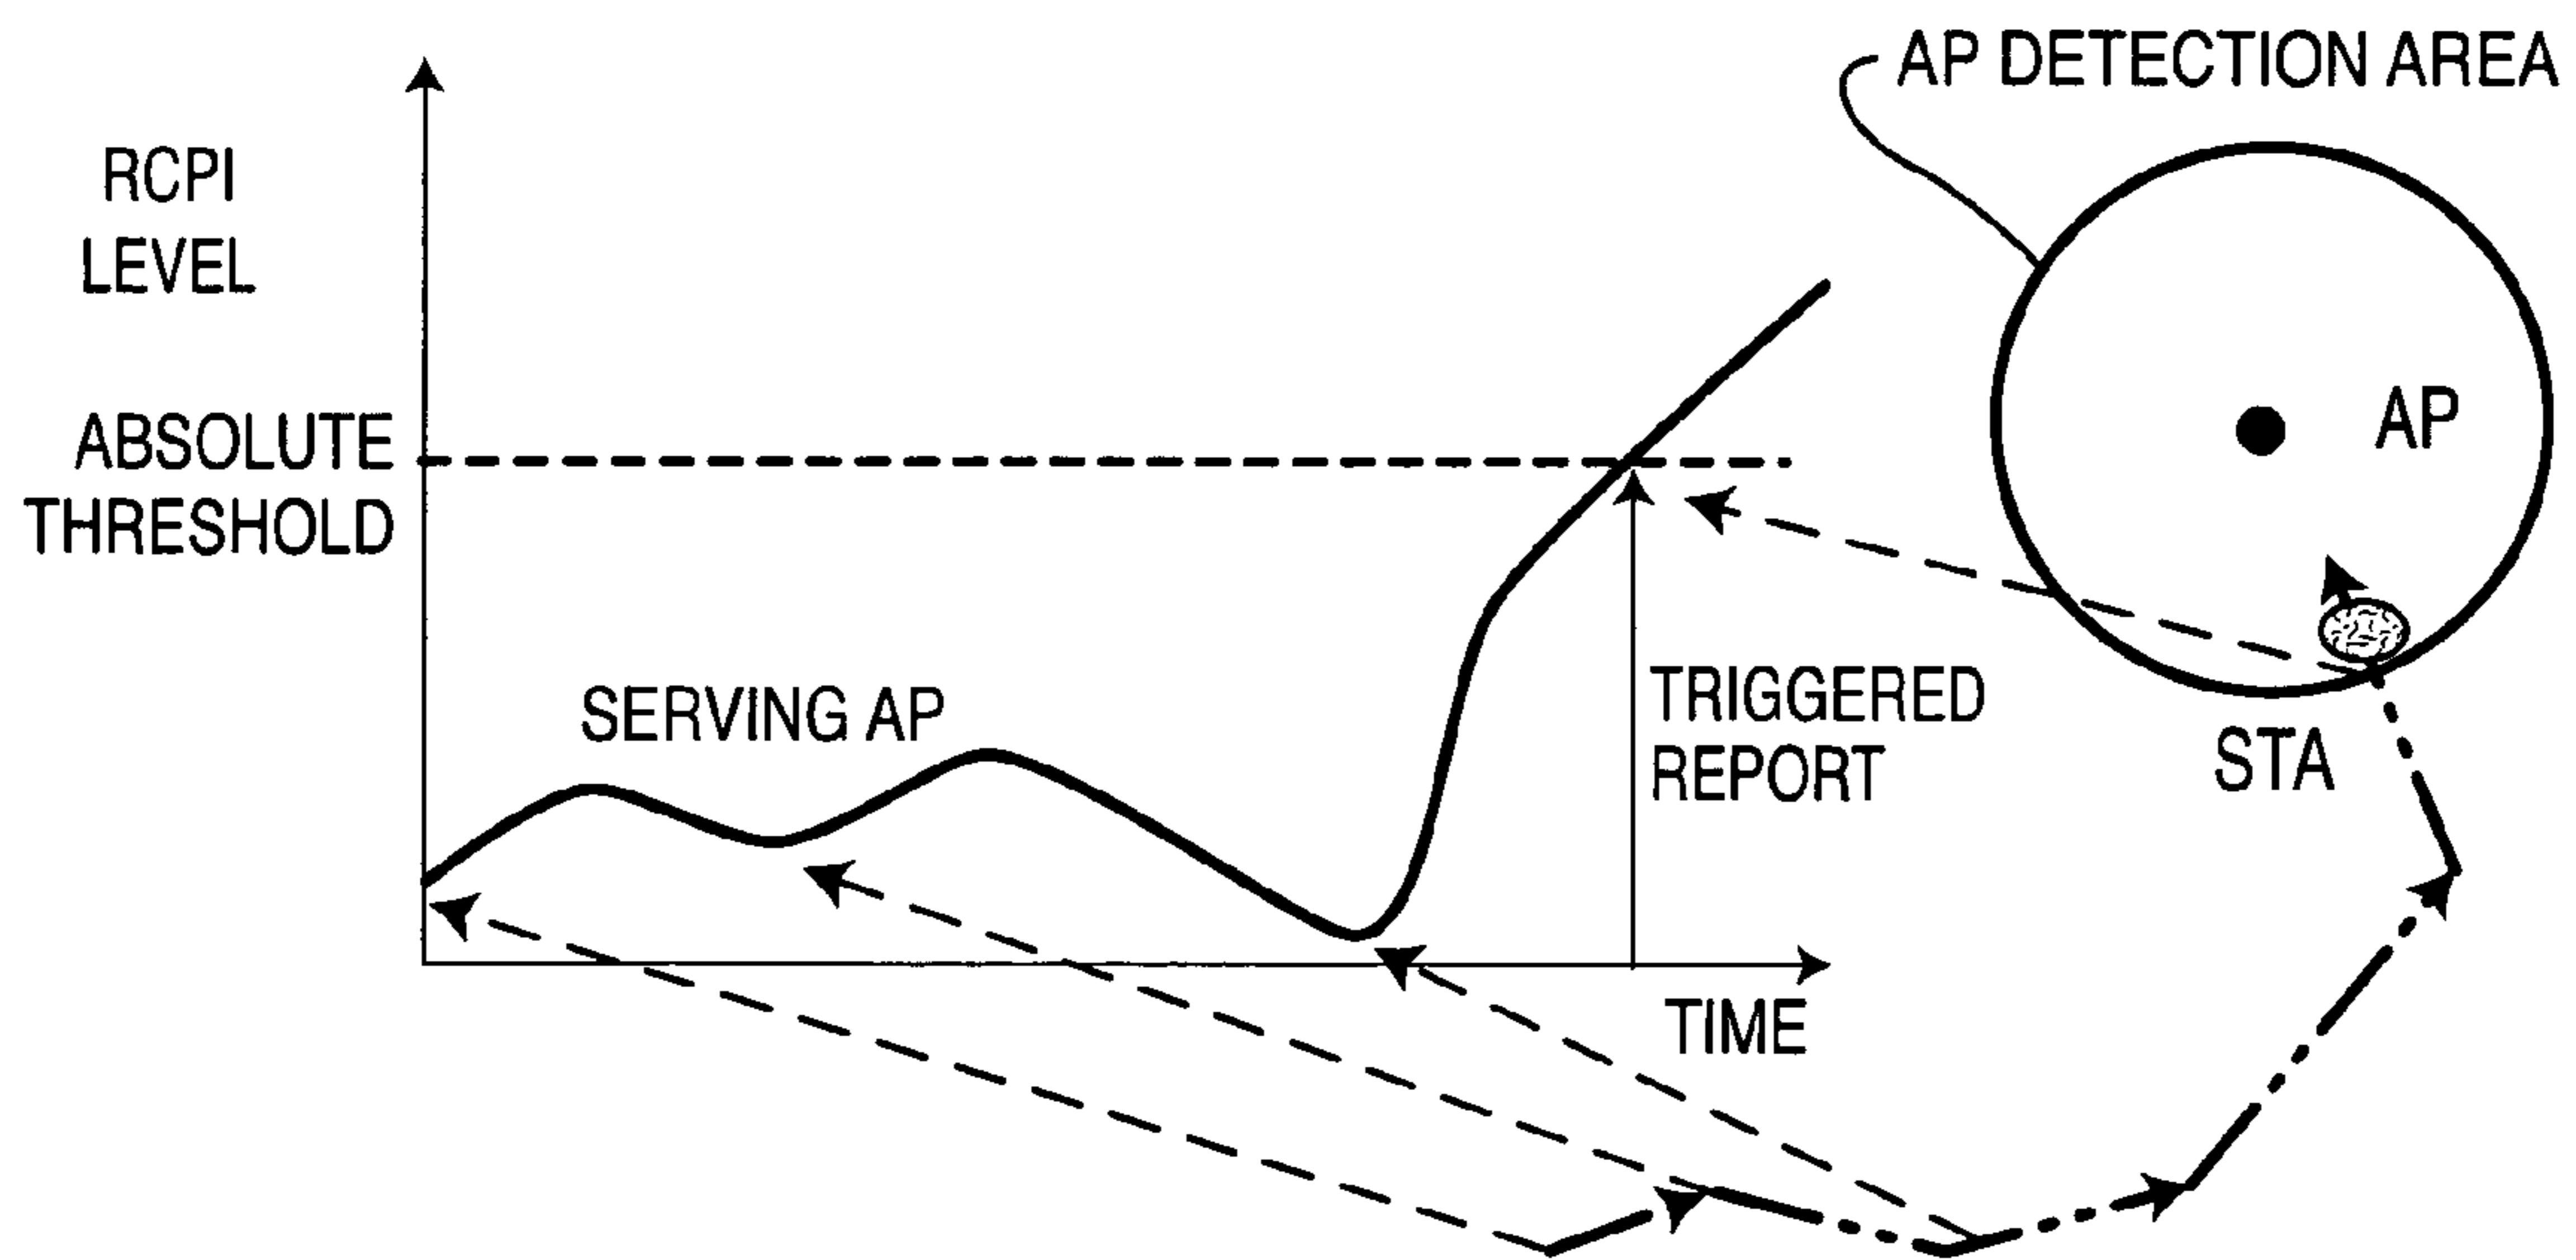 AP DETECTION AREA
RCPI
LEVEL
ABSOLUTE
THRESHOLD
AP
SERVING AP
TRIGGERED
REPORT
STA
TIME